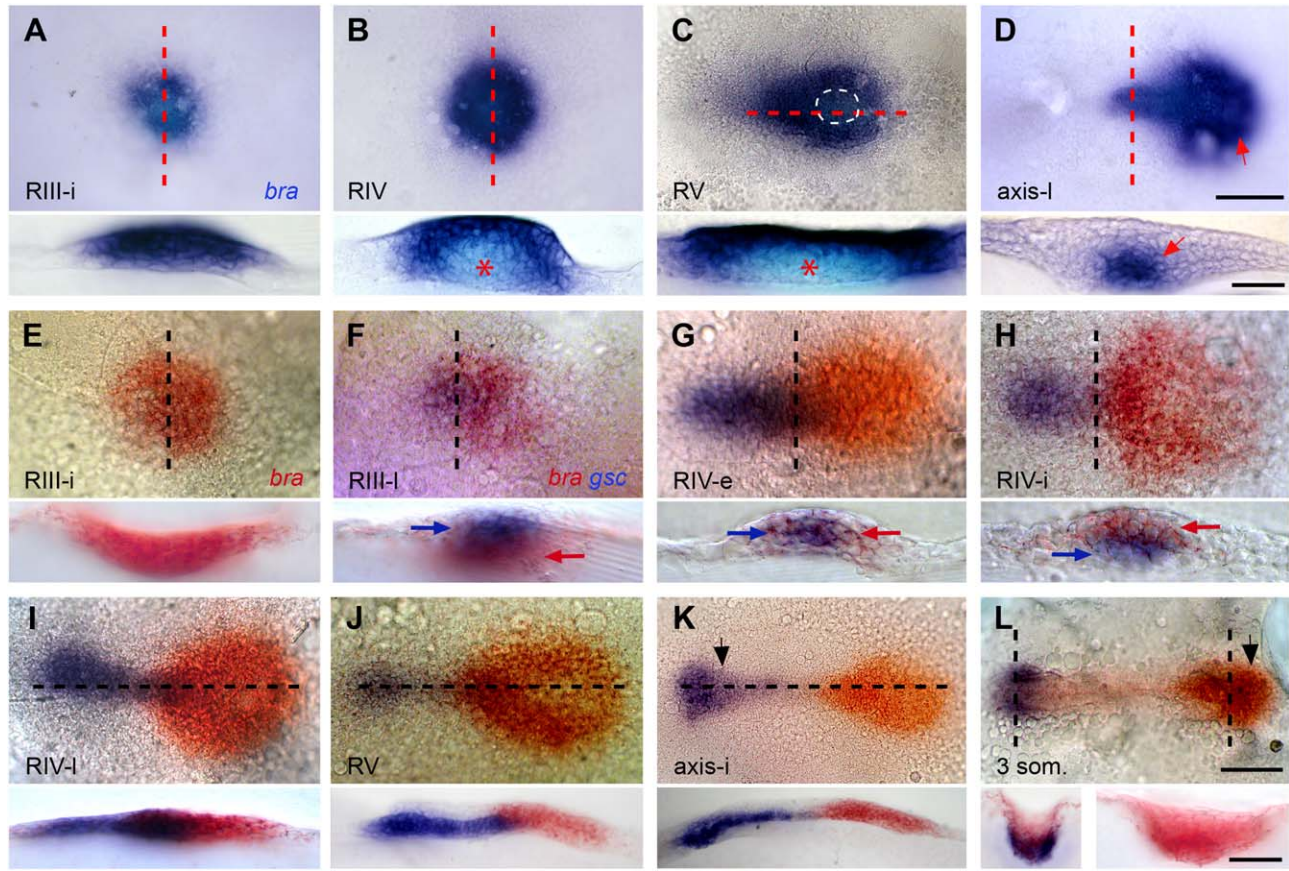 A B C D
RIII-i bra RIV RV axis-l
* *
E F G H
RIII-i bra RIII-l bra gsc RIV-e RIV-i
I J K L
RIV-l RV axis-i 3 som.